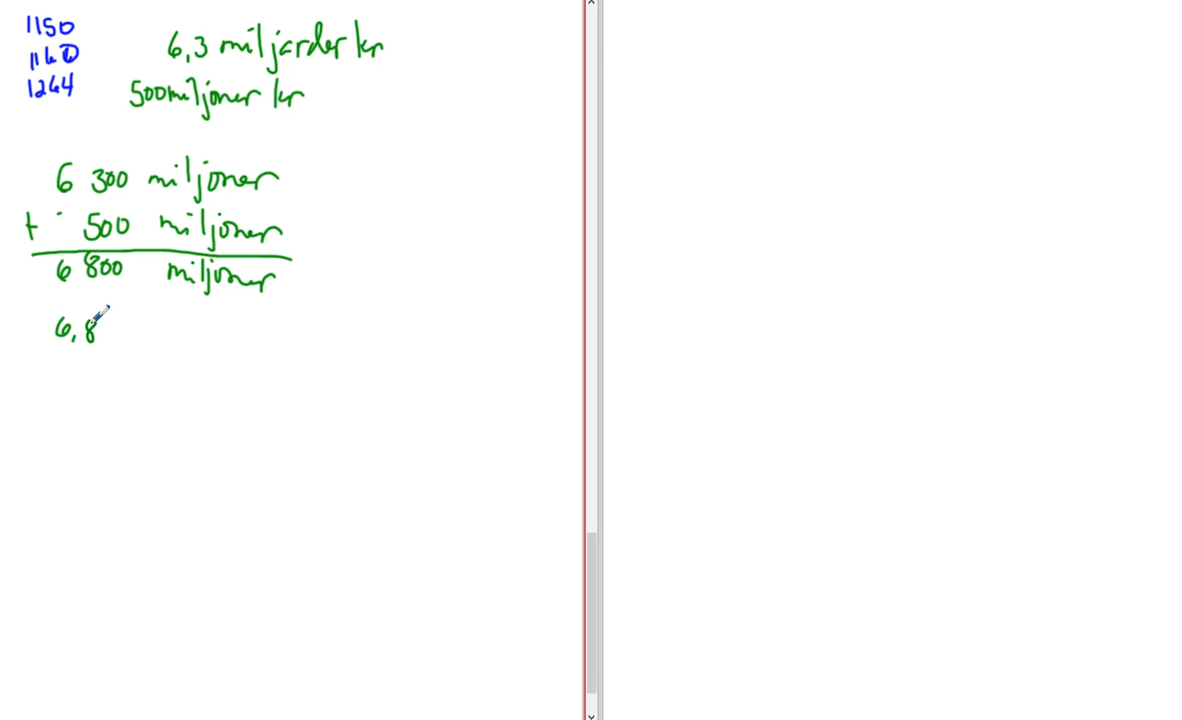 1150
1160
1264
6,3 miljarder kr
500 miljoner kr
6 300 miljoner
+ 500 miljoner
6 800 miljoner
6,8